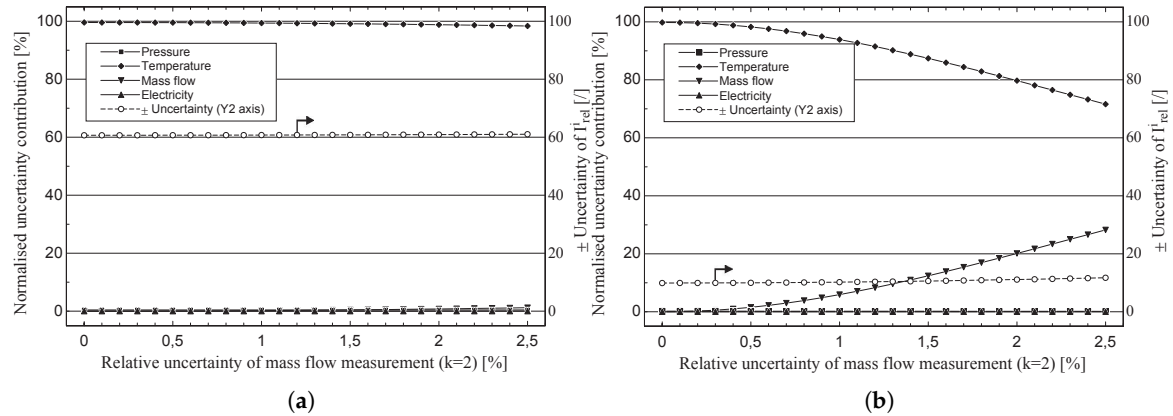 Normalised uncertainty contribution [%]
100
80
60
40
20
0
Pressure
Temperature
Mass flow
Electricity
± Uncertainty (Y2 axis)
100
80
60
40
20
0
± Uncertainty of I^i_rel [/]
0
0,5
1
1,5
2
2,5
Relative uncertainty of mass flow measurement (k=2) [%]
(a)
Normalised uncertainty contribution [%]
100
80
60
40
20
0
Pressure
Temperature
Mass flow
Electricity
± Uncertainty (Y2 axis)
100
80
60
40
20
0
± Uncertainty of I^i_rel [/]
0
0,5
1
1,5
2
2,5
Relative uncertainty of mass flow measurement (k=2) [%]
(b)